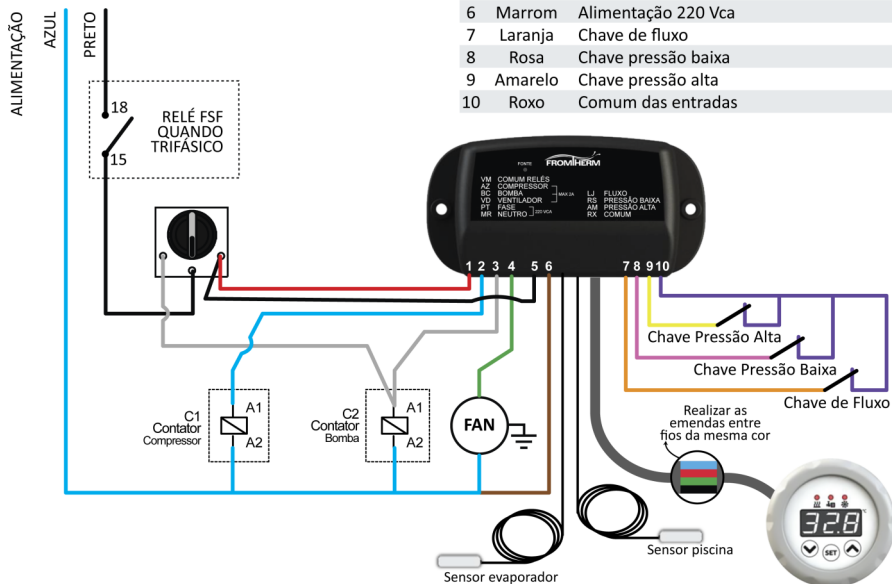 ALIMENTAÇÃO
AZUL
PRETO
6 Marrom Alimentação 220 Vca
7 Laranja Chave de fluxo
8 Rosa Chave pressão baixa
9 Amarelo Chave pressão alta
10 Roxo Comum das entradas
18
15
RELÉ FSF
QUANDO
TRIFÁSICO
FONTE
FROMTHERM
VM COMUM RELÉS
AZ COMPRESSOR
BC BOMBA
VD VENTILADOR
MAX 2A
PT FASE
MR NEUTRO
220 VCA
LJ FLUXO
RS PRESSÃO BAIXA
AM PRESSÃO ALTA
RX COMUM
1 2 3 4 5 6 7 8 9 10
Chave Pressão Alta
Chave Pressão Baixa
Chave de Fluxo
C1
Contator
Compressor
A1
A2
C2
Contator
Bomba
A1
A2
FAN
Realizar as
emendas entre
fios da mesma cor
32.8
°C
SET
Sensor piscina
Sensor evaporador